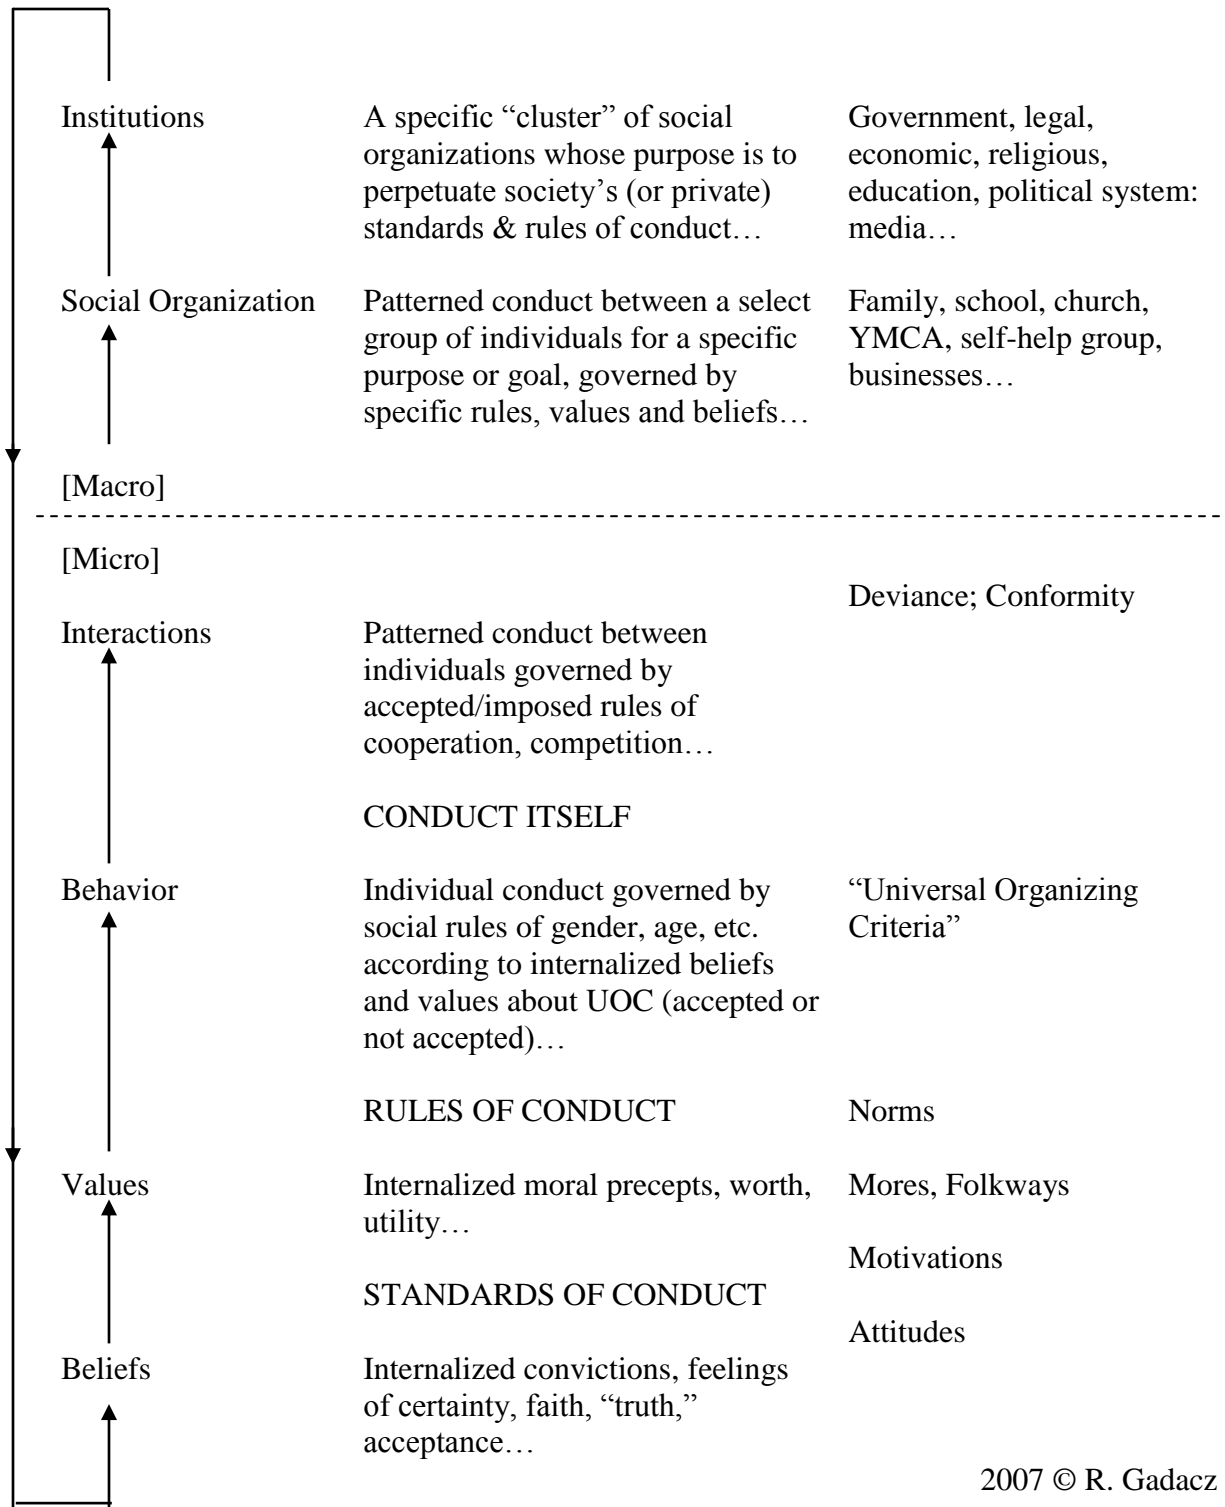 Institutions
A specific “cluster” of social
organizations whose purpose is to
perpetuate society’s (or private)
standards & rules of conduct…
Government, legal,
economic, religious,
education, political system:
media…
Social Organization
Patterned conduct between a select
group of individuals for a specific
purpose or goal, governed by
specific rules, values and beliefs…
Family, school, church,
YMCA, self-help group,
businesses…
[Macro]
[Micro]
Deviance; Conformity
Interactions
Patterned conduct between
individuals governed by
accepted/imposed rules of
cooperation, competition…
CONDUCT ITSELF
Behavior
Individual conduct governed by
social rules of gender, age, etc.
according to internalized beliefs
and values about UOC (accepted or
not accepted)…
“Universal Organizing
Criteria”
RULES OF CONDUCT
Norms
Values
Internalized moral precepts, worth,
utility…
Mores, Folkways
Motivations
STANDARDS OF CONDUCT
Attitudes
Beliefs
Internalized convictions, feelings
of certainty, faith, “truth,”
acceptance…
2007 © R. Gadacz